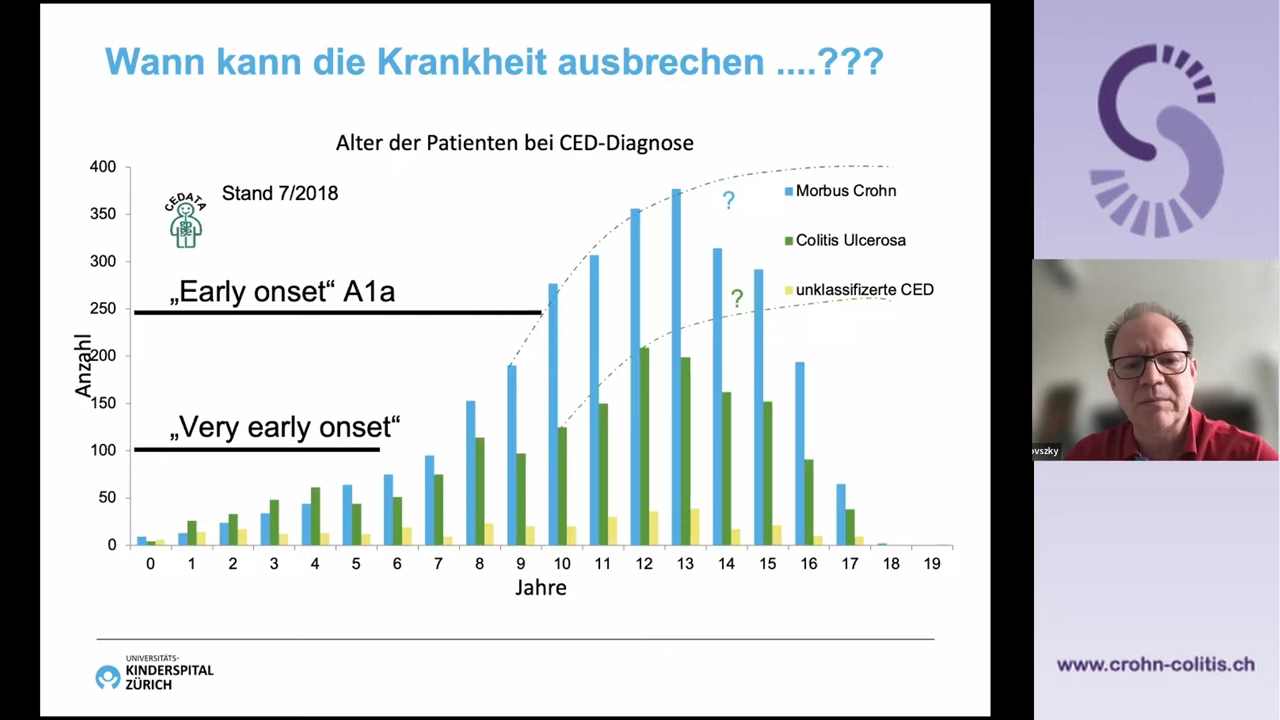 Wann kann die Krankheit ausbrechen ....???
Alter der Patienten bei CED-Diagnose
CEDATA
Stand 7/2018
Morbus Crohn
Colitis Ulcerosa
unklassifizerte CED
?
?
„Early onset“ A1a
„Very early onset“
Anzahl
400
350
300
250
200
150
100
50
0
0 1 2 3 4 5 6 7 8 9 10 11 12 13 14 15 16 17 18 19
Jahre
UNIVERSITÄTS-
KINDERSPITAL
ZÜRICH
ovszky
www.crohn-colitis.ch